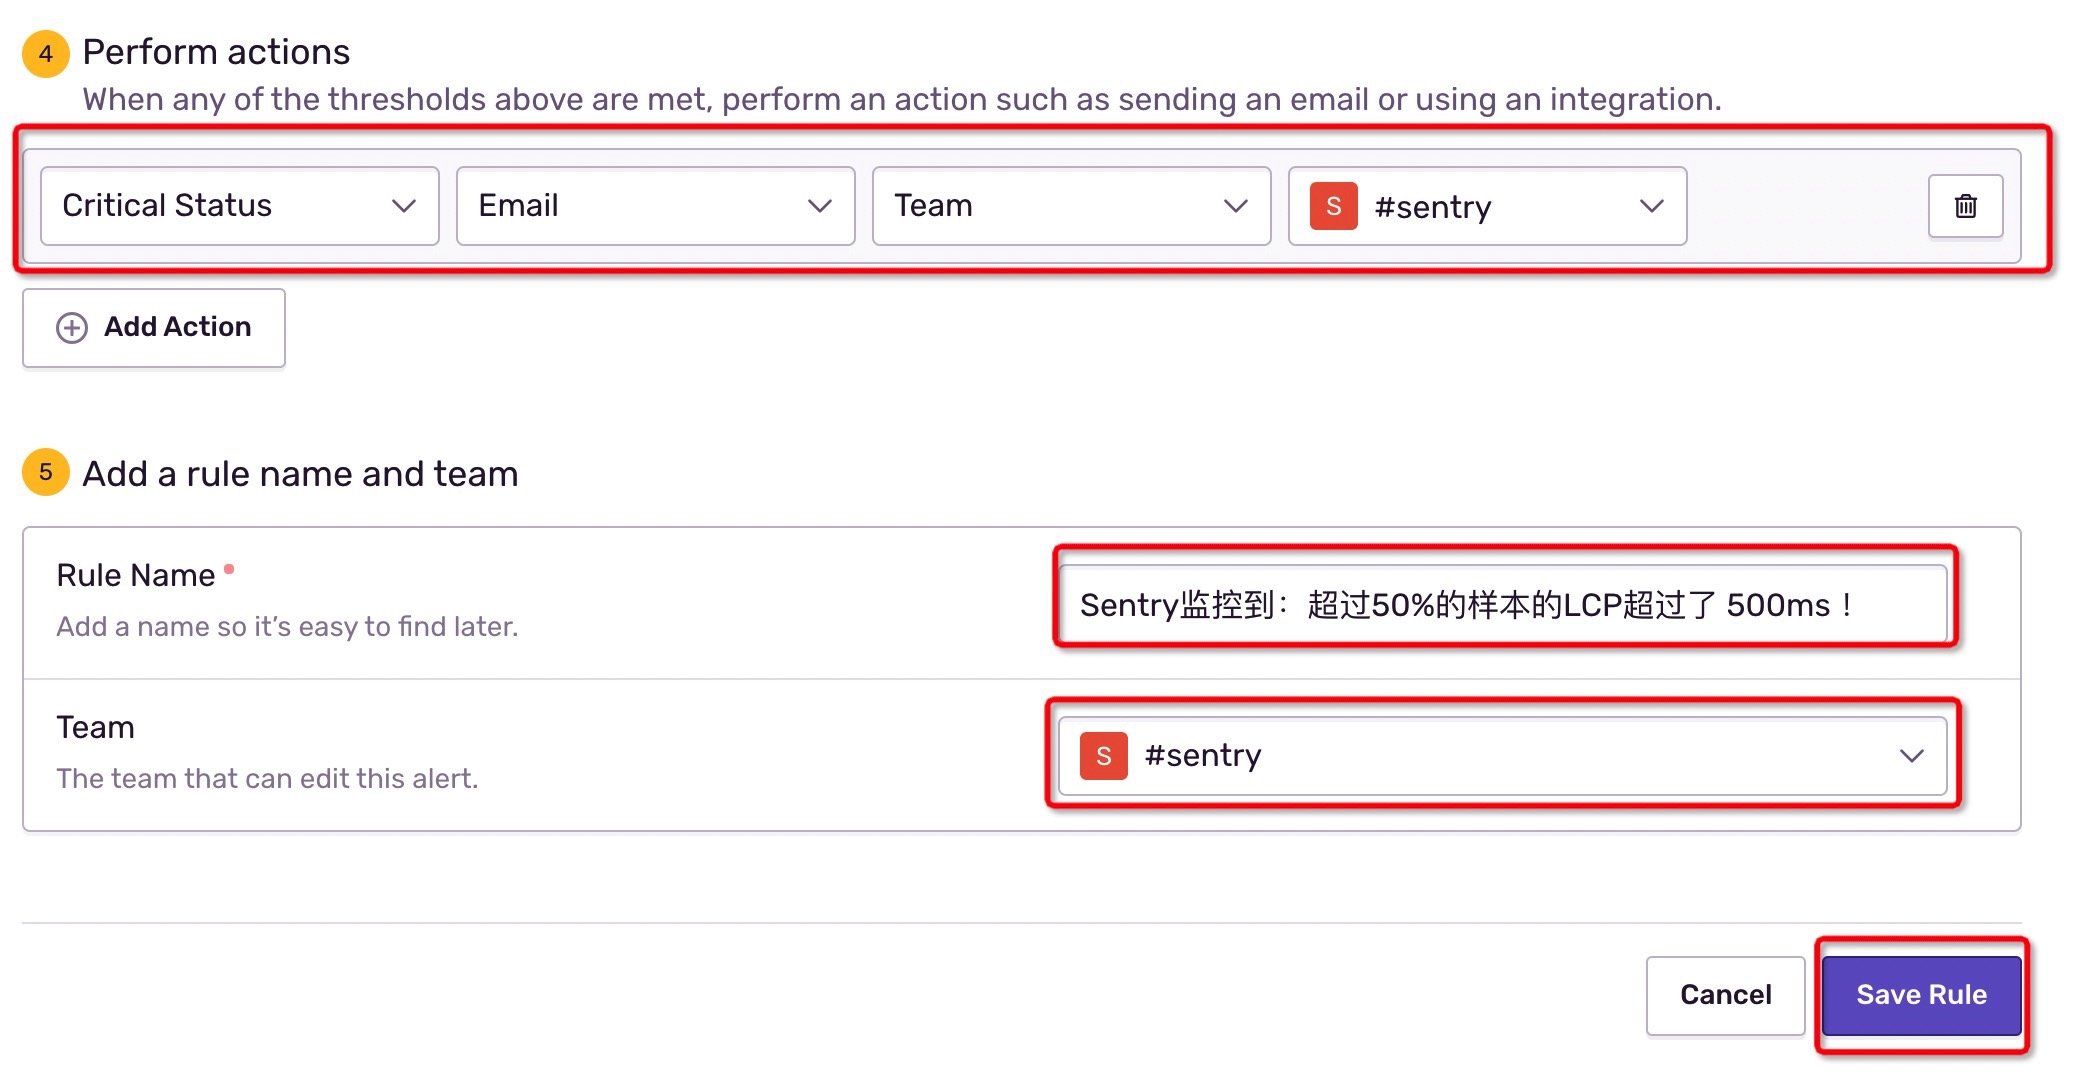 4 Perform actions
When any of the thresholds above are met, perform an action such as sending an email or using an integration.
Critical Status Email Team S #sentry
Add Action
5 Add a rule name and team
Rule Name
Sentry监控到：超过50%的样本的LCP超过了 500ms！
Add a name so it's easy to find later.
Team
S #sentry
The team that can edit this alert.
Cancel Save Rule